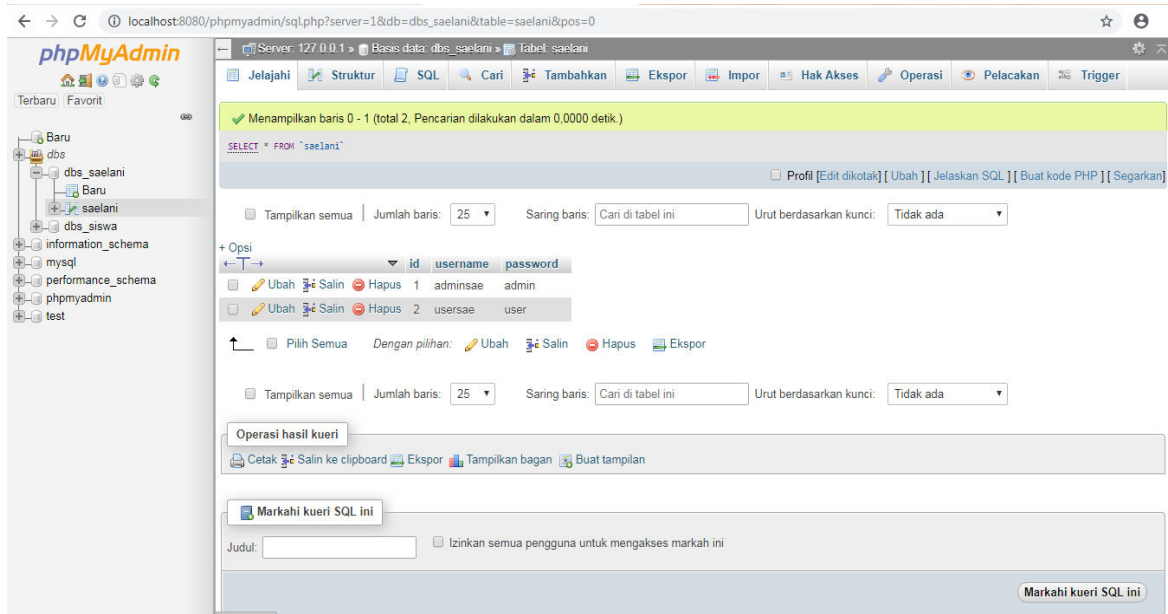 localhost:8080/phpmyadmin/sql.php?server=1&db=dbs_saelani&table=saelani&pos=0
phpMyAdmin
Terbaru Favorit
Baru
dbs
dbs_saelani
Baru
saelani
dbs_siswa
information_schema
mysql
performance_schema
phpmyadmin
test
Server: 127.0.0.1 » Basis data: dbs_saelani » Tabel: saelani
Jelajahi Struktur SQL Cari Tambahkan Ekspor Impor Hak Akses Operasi Pelacakan Trigger
Menampilkan baris 0 - 1 (total 2, Pencarian dilakukan dalam 0,0000 detik.)
SELECT * FROM `saelani`
Profil [Edit dikotak] [ Ubah ] [ Jelaskan SQL ] [ Buat kode PHP ] [ Segarkan]
Tampilkan semua Jumlah baris: 25 Saring baris: Cari di tabel ini Urut berdasarkan kunci: Tidak ada
+ Opsi
←T→ id username password
Ubah Salin Hapus 1 adminsae admin
Ubah Salin Hapus 2 usersae user
Pilih Semua Dengan pilihan: Ubah Salin Hapus Ekspor
Tampilkan semua Jumlah baris: 25 Saring baris: Cari di tabel ini Urut berdasarkan kunci: Tidak ada
Operasi hasil kueri
Cetak Salin ke clipboard Ekspor Tampilkan bagan Buat tampilan
Markahi kueri SQL ini
Judul: Izinkan semua pengguna untuk mengakses markah ini
Markahi kueri SQL ini